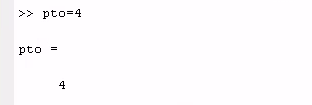 >> pto=4
pto =
4